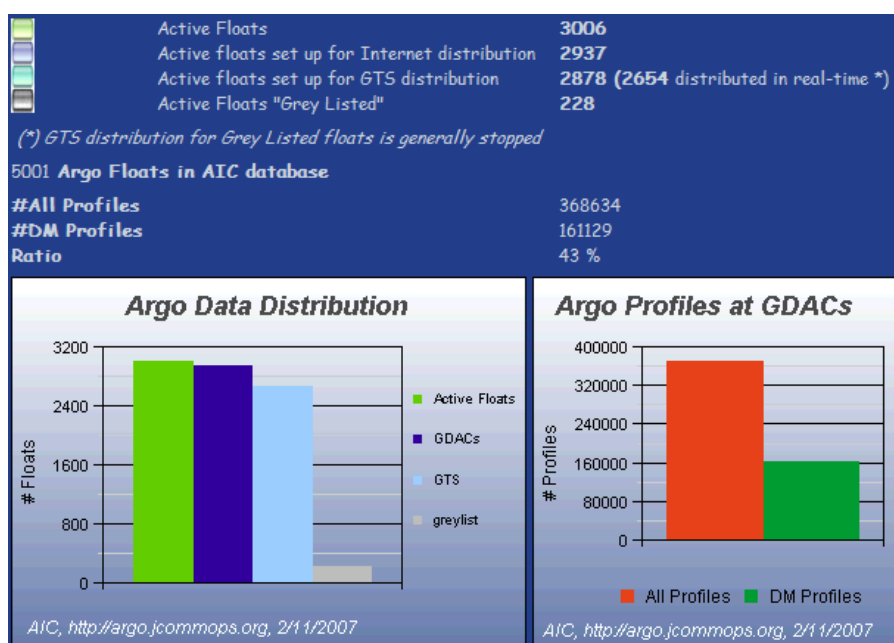 Active Floats 3006
Active floats set up for Internet distribution 2937
Active floats set up for GTS distribution 2878 (2654 distributed in real-time *)
Active Floats "Grey Listed" 228
(*) GTS distribution for Grey Listed floats is generally stopped
5001 Argo Floats in AIC database
#All Profiles 368634
#DM Profiles 161129
Ratio 43 %
Argo Data Distribution
# Floats
3200
2400
1600
800
0
Active Floats
GDACs
GTS
greylist
AIC, http://argo.jcommops.org, 2/11/2007
Argo Profiles at GDACs
# Profiles
400000
320000
240000
160000
80000
0
All Profiles DM Profiles
AIC, http://argo.jcommops.org, 2/11/2007